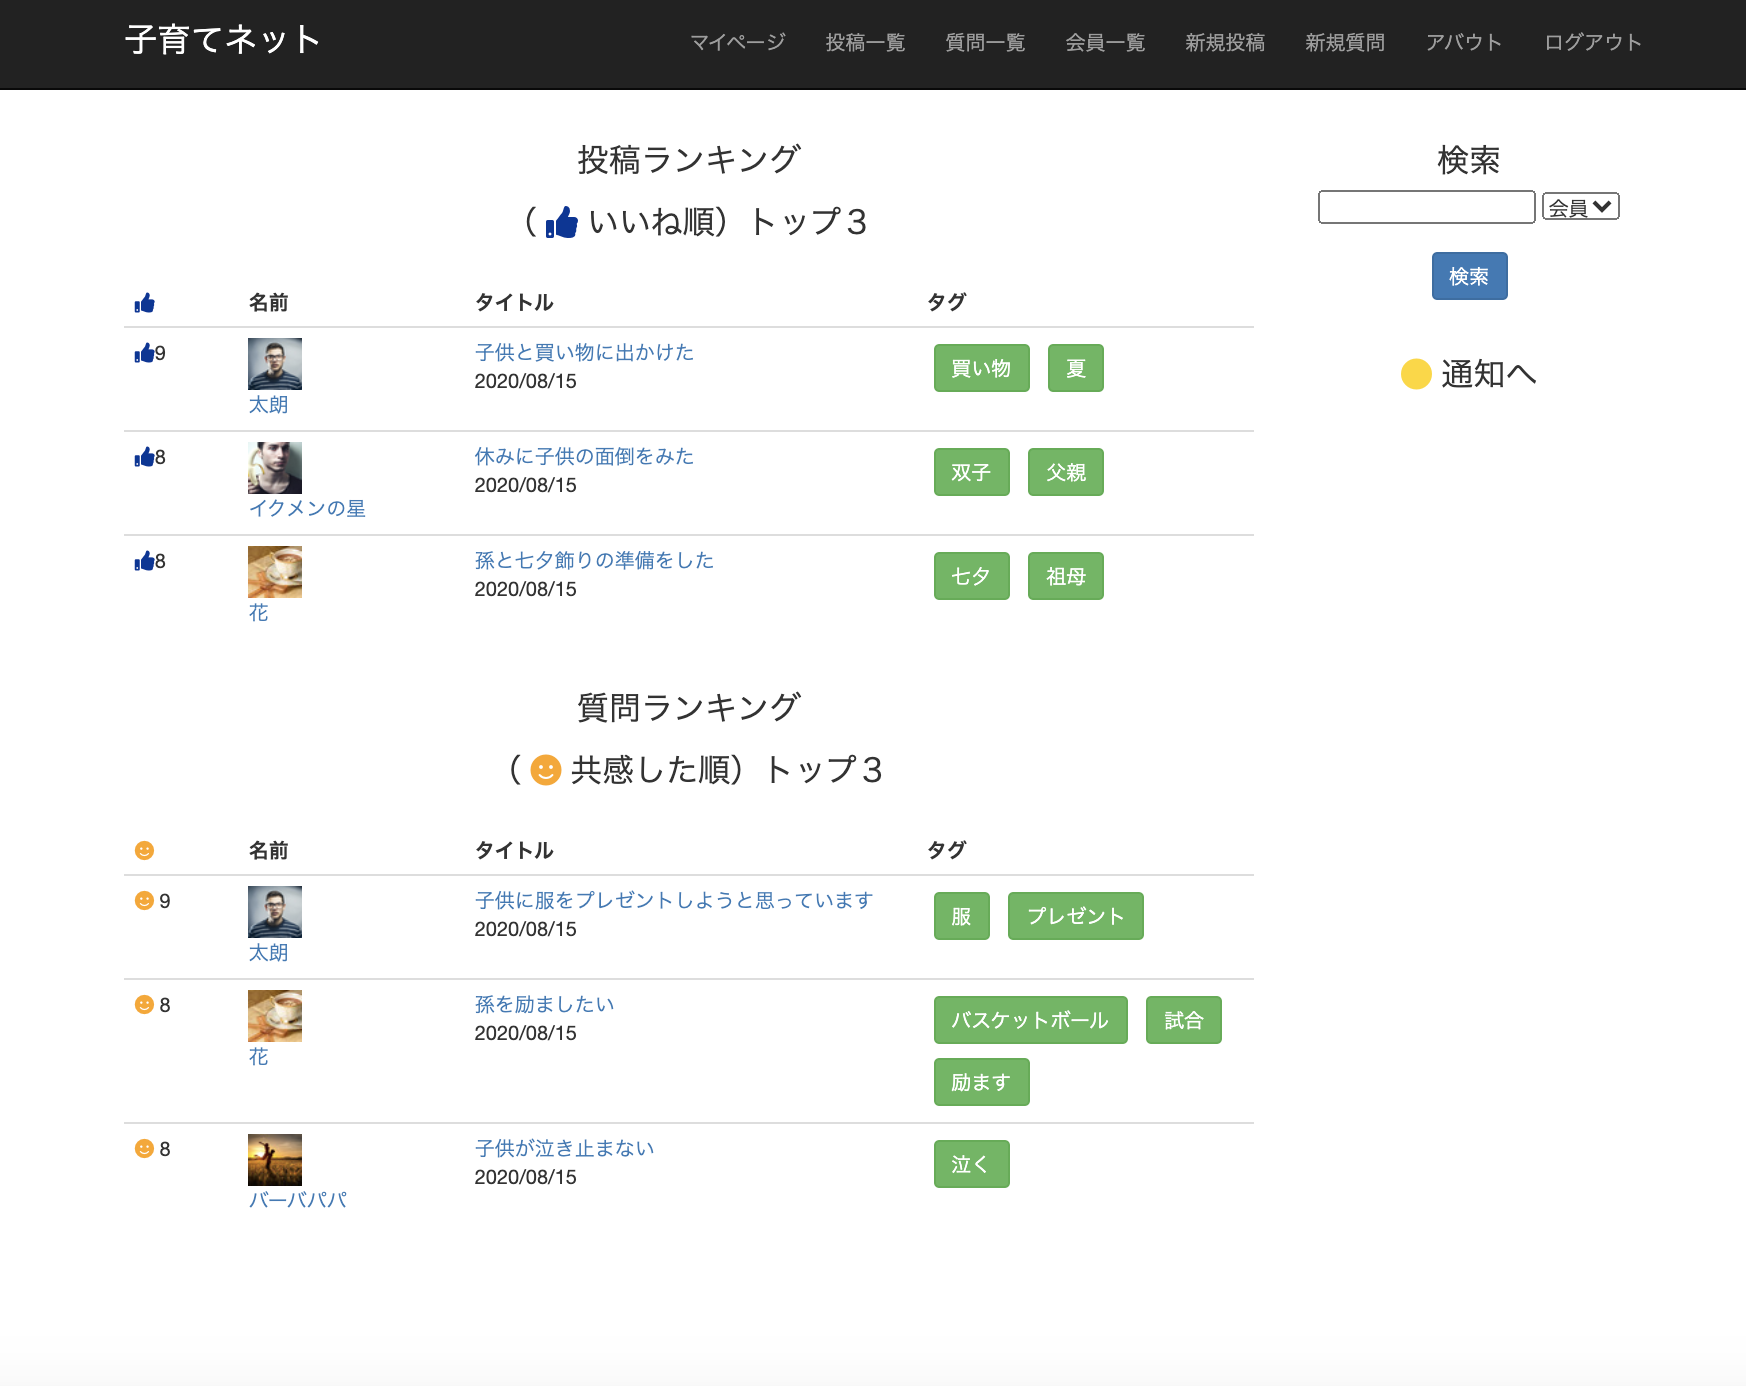 子育てネット
マイページ 投稿一覧 質問一覧 会員一覧 新規投稿 新規質問 アバウト ログアウト
投稿ランキング
（ いいね順）トップ３
名前 タイトル タグ
9 子供と買い物に出かけた 買い物 夏
2020/08/15
太朗
8 休みに子供の面倒をみた 双子 父親
2020/08/15
イクメンの星
8 孫と七夕飾りの準備をした 七夕 祖母
2020/08/15
花
質問ランキング
（ 共感した順）トップ３
名前 タイトル タグ
9 子供に服をプレゼントしようと思っています 服 プレゼント
2020/08/15
太朗
8 孫を励ましたい バスケットボール 試合
2020/08/15
花 励ます
8 子供が泣き止まない 泣く
2020/08/15
バーバパパ
検索
会員
検索
通知へ